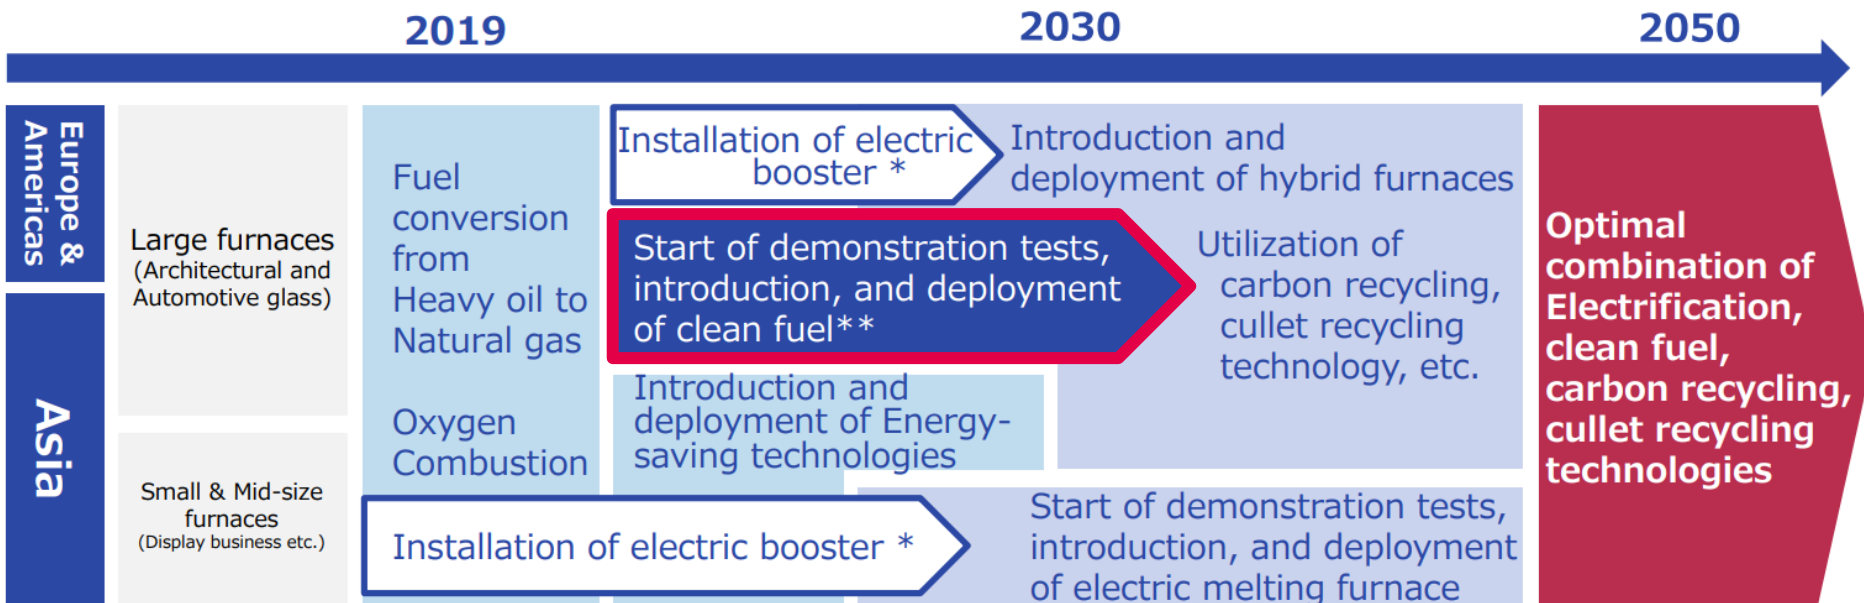 2019
2030
2050
Europe &
Americas
Asia
Large furnaces
(Architectural and
Automotive glass)
Small & Mid-size
furnaces
(Display business etc.)
Fuel
conversion
from
Heavy oil to
Natural gas
Oxygen
Combustion
Installation of electric
booster *
Introduction and
deployment of hybrid furnaces
Start of demonstration tests,
introduction, and deployment
of clean fuel**
Utilization of
carbon recycling,
cullet recycling
technology, etc.
Introduction and
deployment of Energy-
saving technologies
Installation of electric booster *
Start of demonstration tests,
introduction, and deployment
of electric melting furnace
Optimal
combination of
Electrification,
clean fuel,
carbon recycling,
cullet recycling
technologies